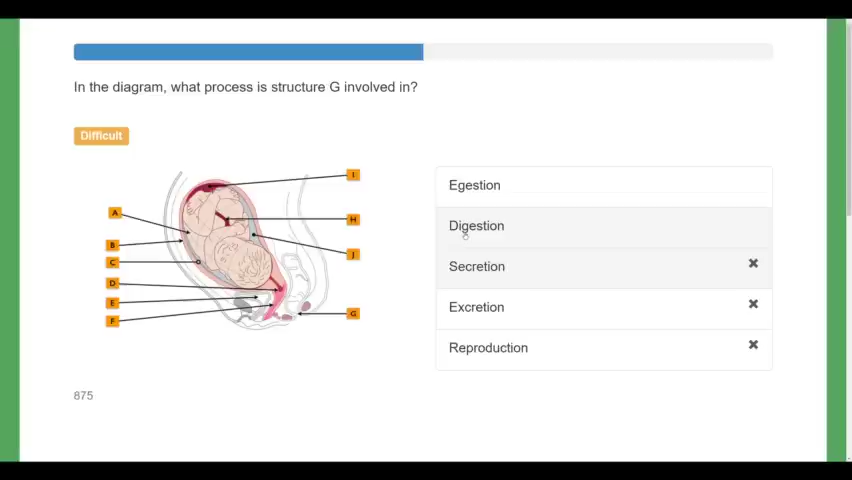 In the diagram, what process is structure G involved in?
Difficult
I
A
H
B
J
C
D
E
G
F
Egestion
Digestion
Secretion
Excretion
Reproduction
875